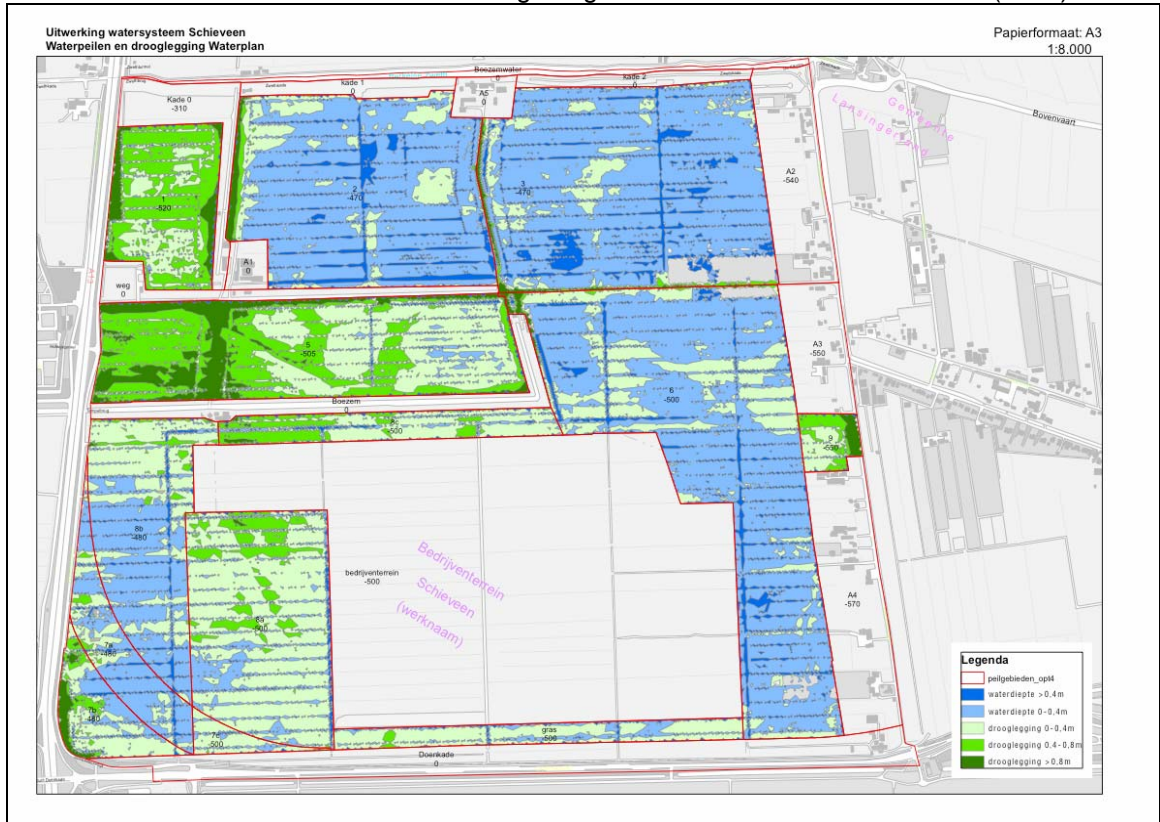 Uitwerking watersysteem Schieveen
Waterpeilen en drooglegging Waterplan
Papierformaat: A3
1:8.000
Boezemwater
0
kade 1
0
kade 2
0
Kade 0
-310
A5
0
Bovenvaart
Gemeente
Lansingerland
1
-520
2
-470
3
-470
A2
-540
A1
0
A13
weg
0
5
-505
A3
-550
6
-500
Boezem
0
-500
9
-550
8b
-480
bedrijventerrein
-500
Bedrijventerrein
Schieveen
(werknaam)
A4
-570
8a
-500
7a
-480
7b
-480
7c
-500
gras
-500
Doenkade
0
Legenda
peilgebieden_opt4
waterdiepte >0,4m
waterdiepte 0-0,4m
drooglegging 0-0,4m
drooglegging 0,4-0,8m
drooglegging >0,8m